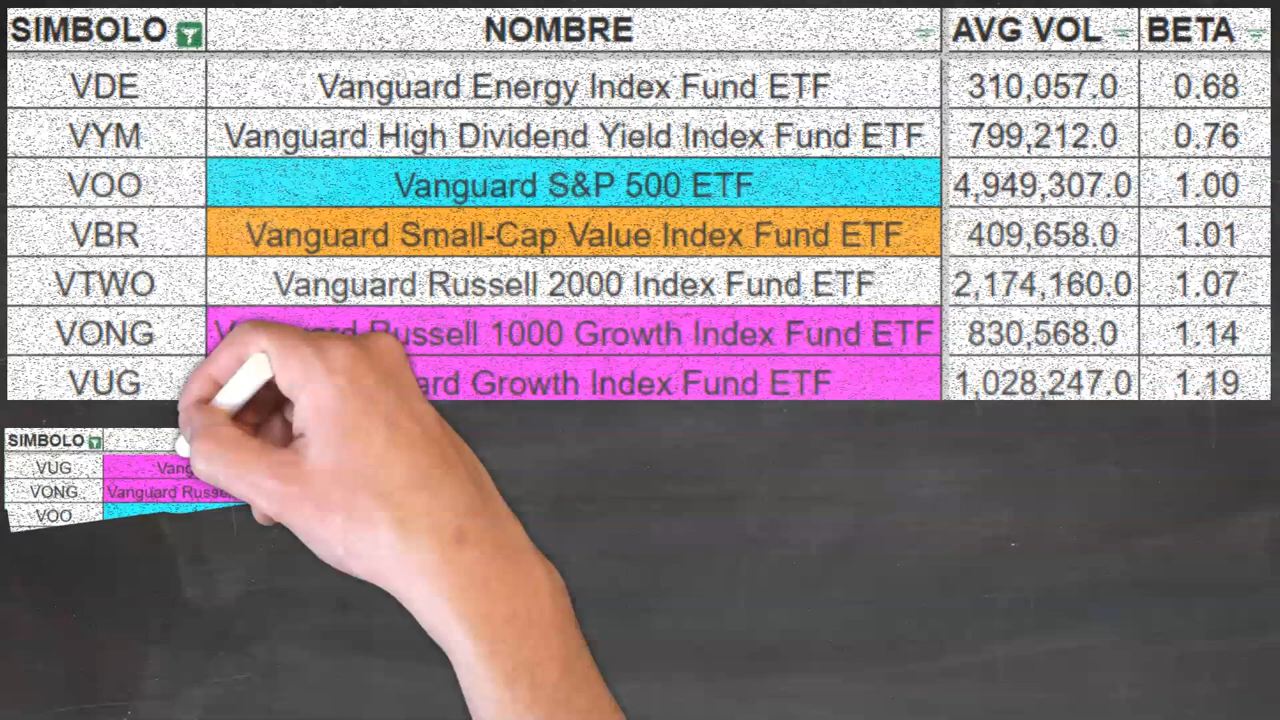 SIMBOLO NOMBRE AVG VOL BETA
VDE Vanguard Energy Index Fund ETF 310,057.0 0.68
VYM Vanguard High Dividend Yield Index Fund ETF 799,212.0 0.76
VOO Vanguard S&P 500 ETF 4,949,307.0 1.00
VBR Vanguard Small-Cap Value Index Fund ETF 409,658.0 1.01
VTWO Vanguard Russell 2000 Index Fund ETF 2,174,160.0 1.07
VONG Vanguard Russell 1000 Growth Index Fund ETF 830,568.0 1.14
VUG Growth Index Fund ETF 1,028,247.0 1.19
SIMBOLO
VUG
VONG Vanguard
VOO